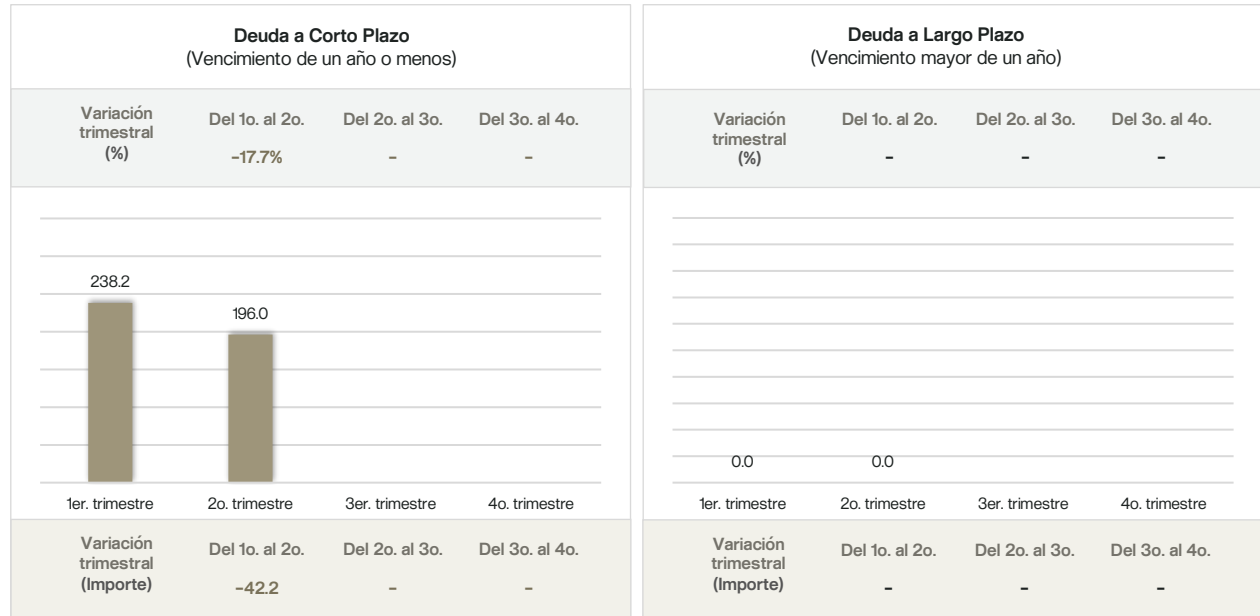 Deuda a Corto Plazo
(Vencimiento de un año o menos)
Variación
trimestral
(%)
Del 1o. al 2o.
Del 2o. al 3o.
Del 3o. al 4o.
-17.7%
-
-
238.2
196.0
1er. trimestre
2o. trimestre
3er. trimestre
4o. trimestre
Variación
trimestral
(Importe)
Del 1o. al 2o.
Del 2o. al 3o.
Del 3o. al 4o.
-42.2
-
-
Deuda a Largo Plazo
(Vencimiento mayor de un año)
Variación
trimestral
(%)
Del 1o. al 2o.
Del 2o. al 3o.
Del 3o. al 4o.
-
-
-
0.0
0.0
1er. trimestre
2o. trimestre
3er. trimestre
4o. trimestre
Variación
trimestral
(Importe)
Del 1o. al 2o.
Del 2o. al 3o.
Del 3o. al 4o.
-
-
-